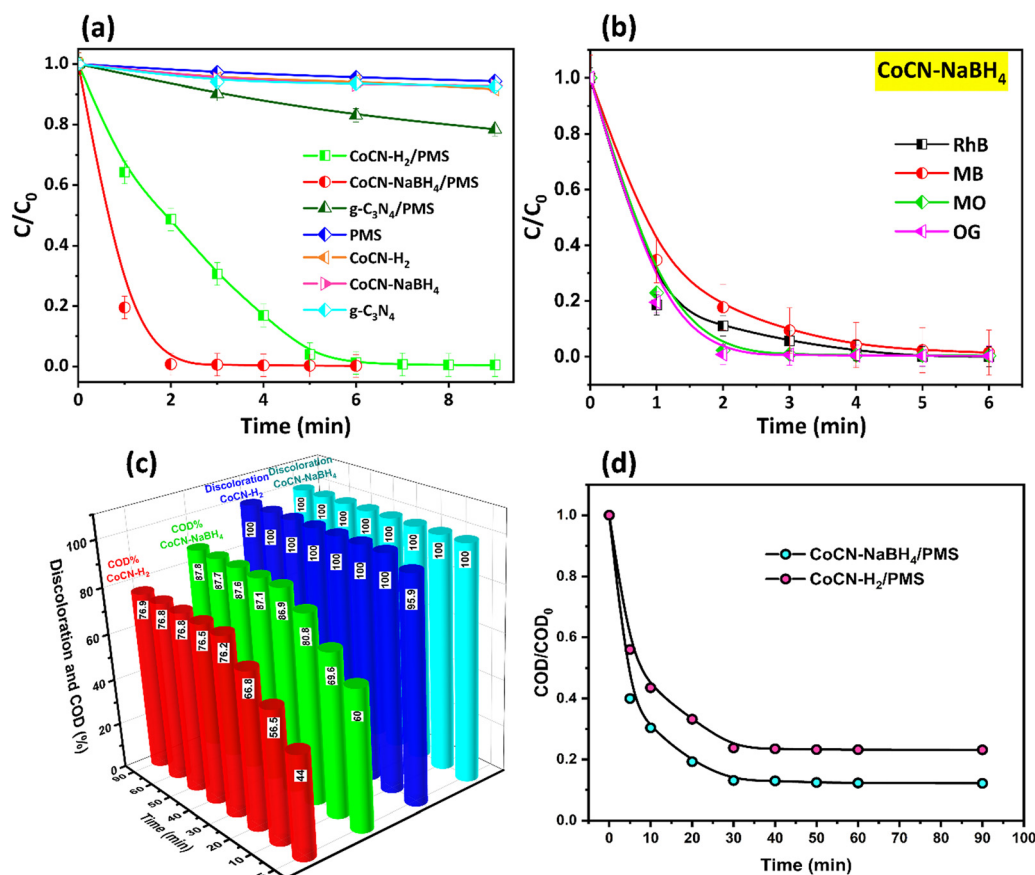 (a)
1.0
0.8
0.6
0.4
0.2
0.0
C/C₀
0
2
4
6
8
Time (min)
CoCN-H₂/PMS
CoCN-NaBH₄/PMS
g-C₃N₄/PMS
PMS
CoCN-H₂
CoCN-NaBH₄
g-C₃N₄
(b)
CoCN-NaBH₄
1.0
0.8
0.6
0.4
0.2
0.0
C/C₀
0
1
2
3
4
5
6
Time (min)
RhB
MB
MO
OG
(c)
Discoloration
CoCN-NaBH₄
Discoloration
CoCN-H₂
COD%
CoCN-NaBH₄
COD%
CoCN-H₂
100
80
60
40
20
0
Discoloration and COD (%)
90
60
50
40
30
20
10
Time (min)
76.9
76.8
76.8
76.5
76.2
66.8
56.5
44
87.8
87.7
87.6
87.1
86.9
80.8
69.6
60
100
100
100
100
100
100
100
95.9
100
100
100
100
100
100
100
100
(d)
1.0
0.8
0.6
0.4
0.2
0.0
COD/COD₀
0
10
20
30
40
50
60
70
80
90
100
Time (min)
CoCN-NaBH₄/PMS
CoCN-H₂/PMS